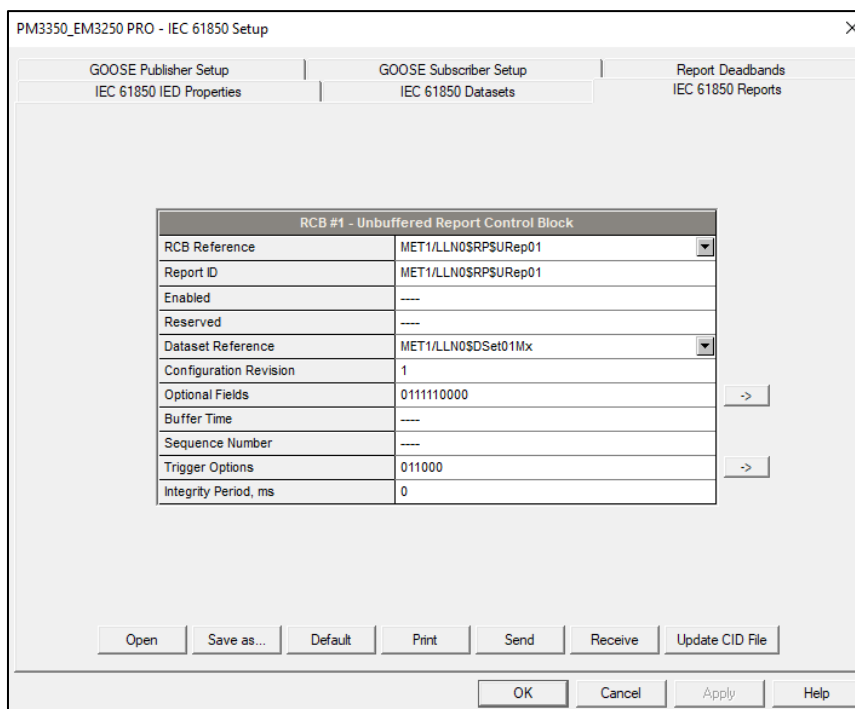 PM3350_EM3250 PRO - IEC 61850 Setup
GOOSE Publisher Setup GOOSE Subscriber Setup Report Deadbands
IEC 61850 IED Properties IEC 61850 Datasets IEC 61850 Reports
RCB #1 - Unbuffered Report Control Block
RCB Reference MET1/LLN0$RP$URep01
Report ID MET1/LLN0$RP$URep01
Enabled ----
Reserved ----
Dataset Reference MET1/LLN0$DSet01Mx
Configuration Revision 1
Optional Fields 0111110000 ->
Buffer Time ----
Sequence Number ----
Trigger Options 011000 ->
Integrity Period, ms 0
Open Save as... Default Print Send Receive Update CID File
OK Cancel Apply Help